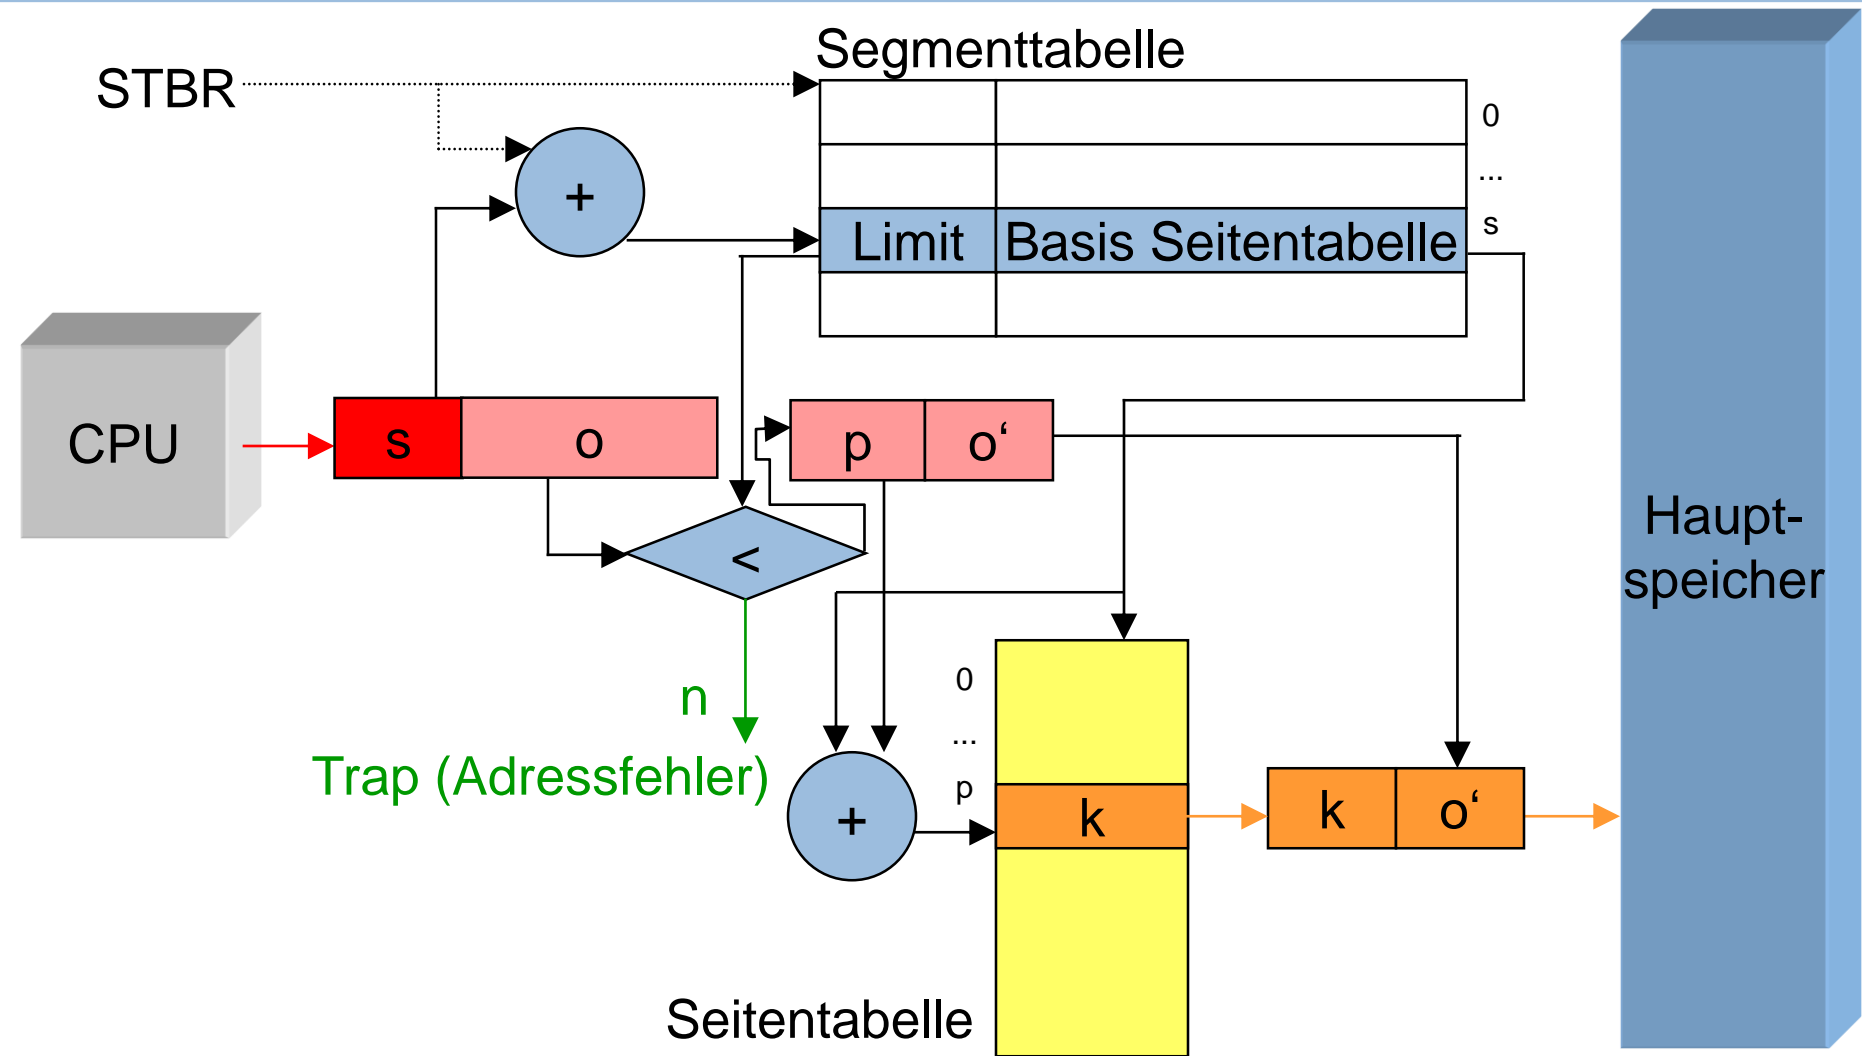 Segmenttabelle
STBR
0
...
s
+
Limit
Basis Seitentabelle
CPU
s
o
p
o‘
<
Haupt-
speicher
n
Trap (Adressfehler)
0
...
p
+
k
k
o‘
Seitentabelle